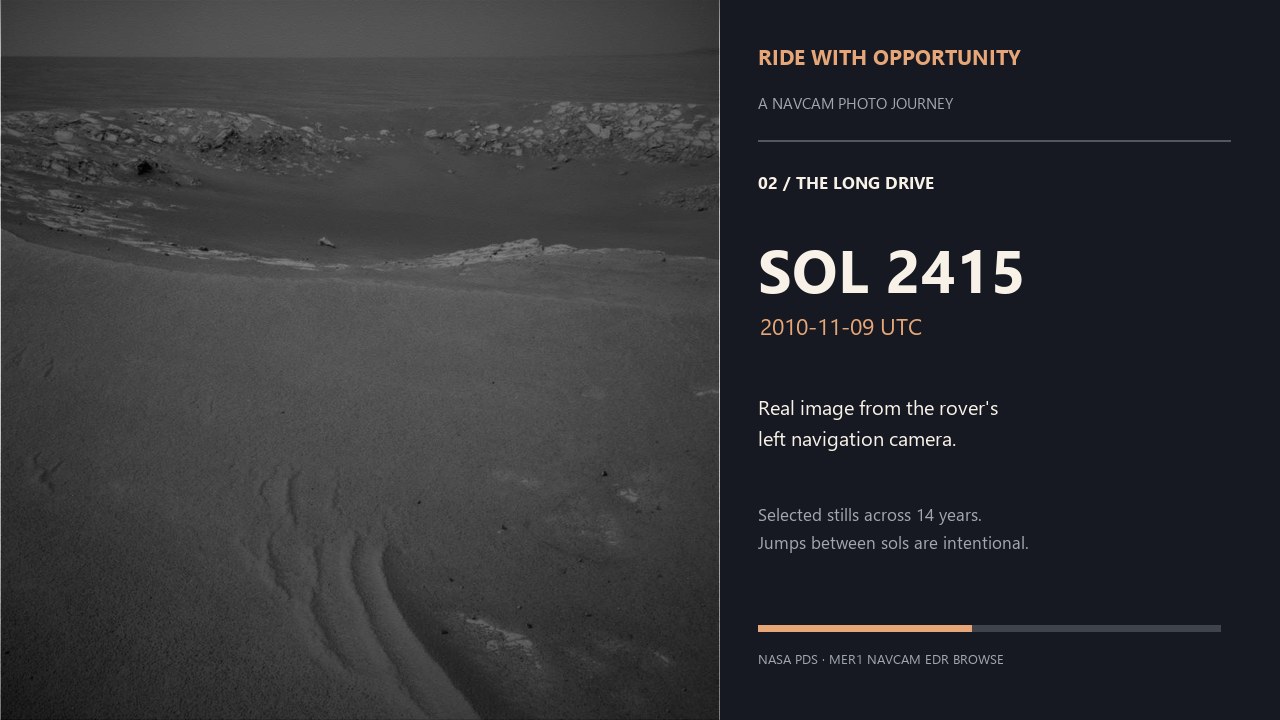 RIDE WITH OPPORTUNITY
A NAVCAM PHOTO JOURNEY
02 / THE LONG DRIVE
SOL 2415
2010-11-09 UTC
Real image from the rover's
left navigation camera.
Selected stills across 14 years.
Jumps between sols are intentional.
NASA PDS · MER1 NAVCAM EDR BROWSE